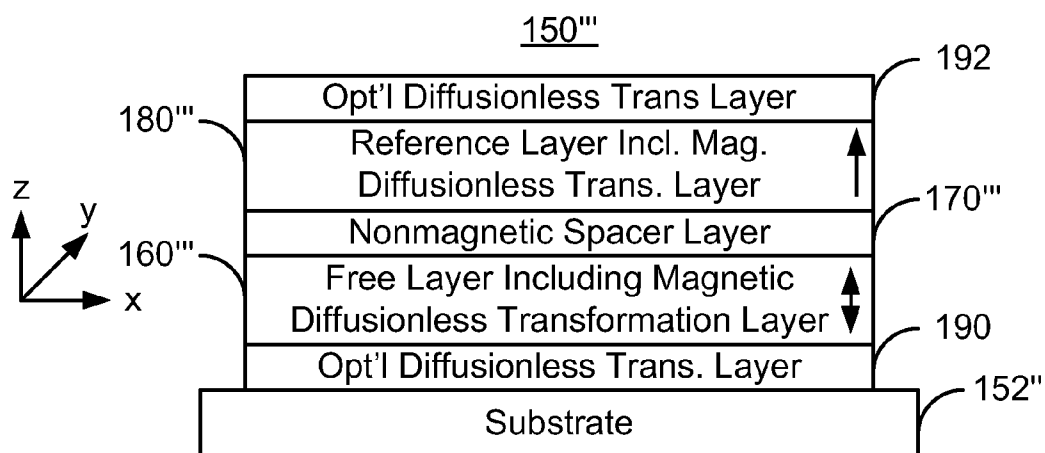 150'''
192
Opt'l Diffusionless Trans Layer
180'''
Reference Layer Incl. Mag.
Diffusionless Trans. Layer
z
y
x
170'''
Nonmagnetic Spacer Layer
160'''
Free Layer Including Magnetic
Diffusionless Transformation Layer
190
Opt'l Diffusionless Trans. Layer
152"
Substrate